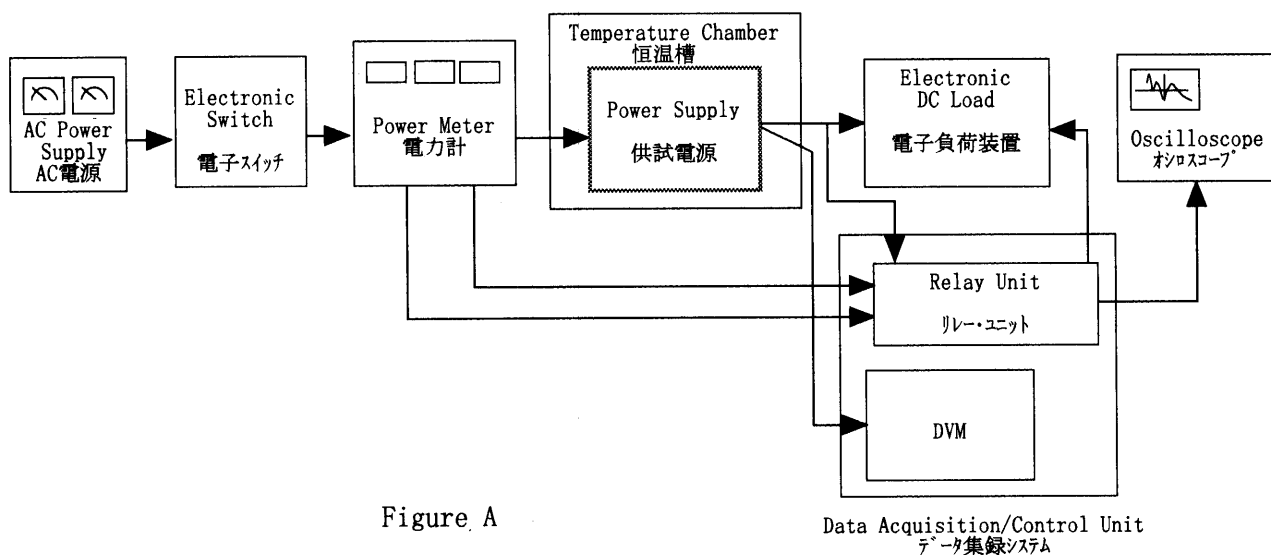 AC Power
Supply
AC電源
Electronic
Switch
電子スイッチ
Power Meter
電力計
Temperature Chamber
恒温槽
Power Supply
供試電源
Electronic
DC Load
電子負荷装置
Oscilloscope
オシロスコープ
Relay Unit
リレー・ユニット
DVM
Data Acquisition/Control Unit
データ集録システム
Figure A